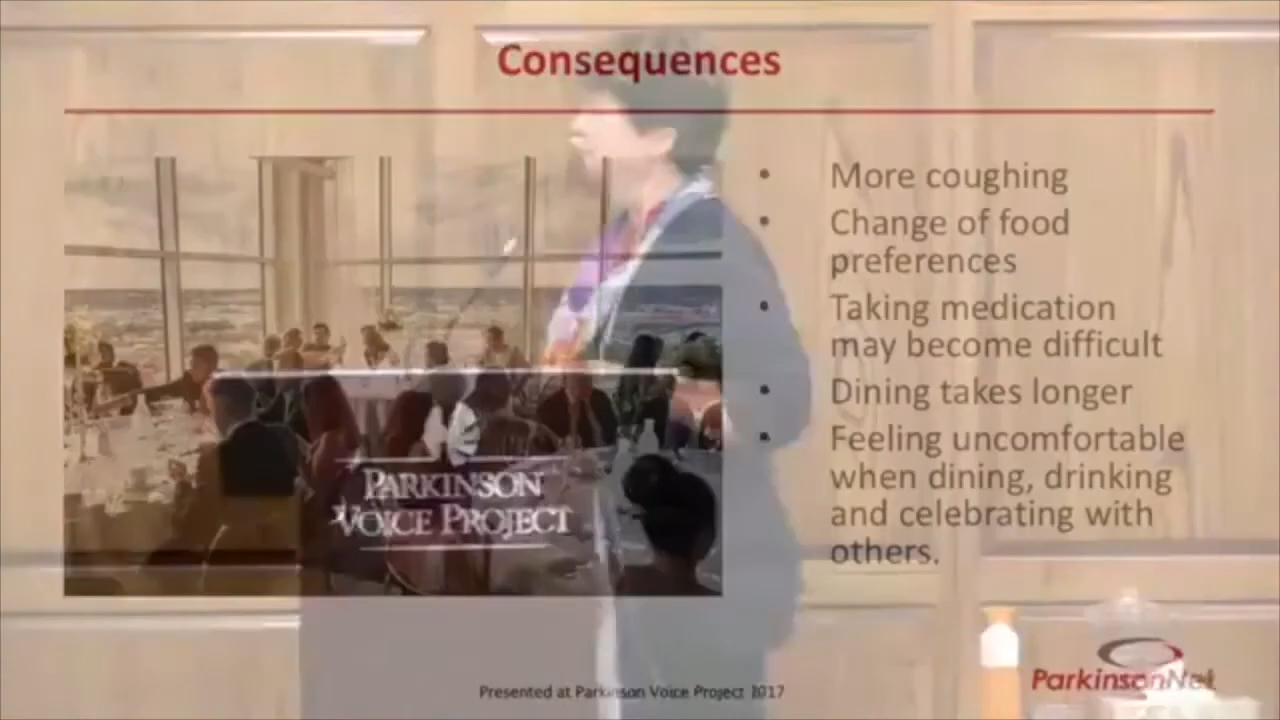 Consequences
• More coughing
• Change of food
preferences
• Taking medication
may become difficult
• Dining takes longer
• Feeling uncomfortable
when dining, drinking
and celebrating with
others.
PARKINSON
VOICE PROJECT
Presented at Parkinson Voice Project 2017
ParkinsonNet